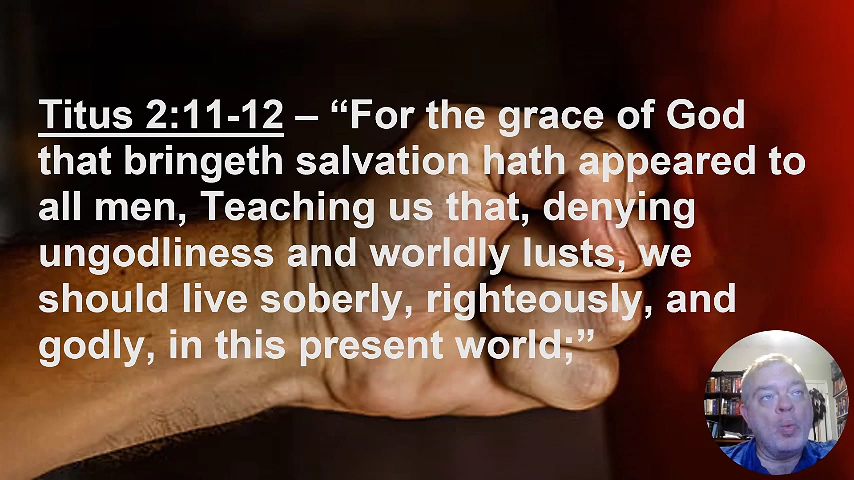 Titus 2:11-12 – “For the grace of God
that bringeth salvation hath appeared to
all men, Teaching us that, denying
ungodliness and worldly lusts, we
should live soberly, righteously, and
godly, in this present world;”